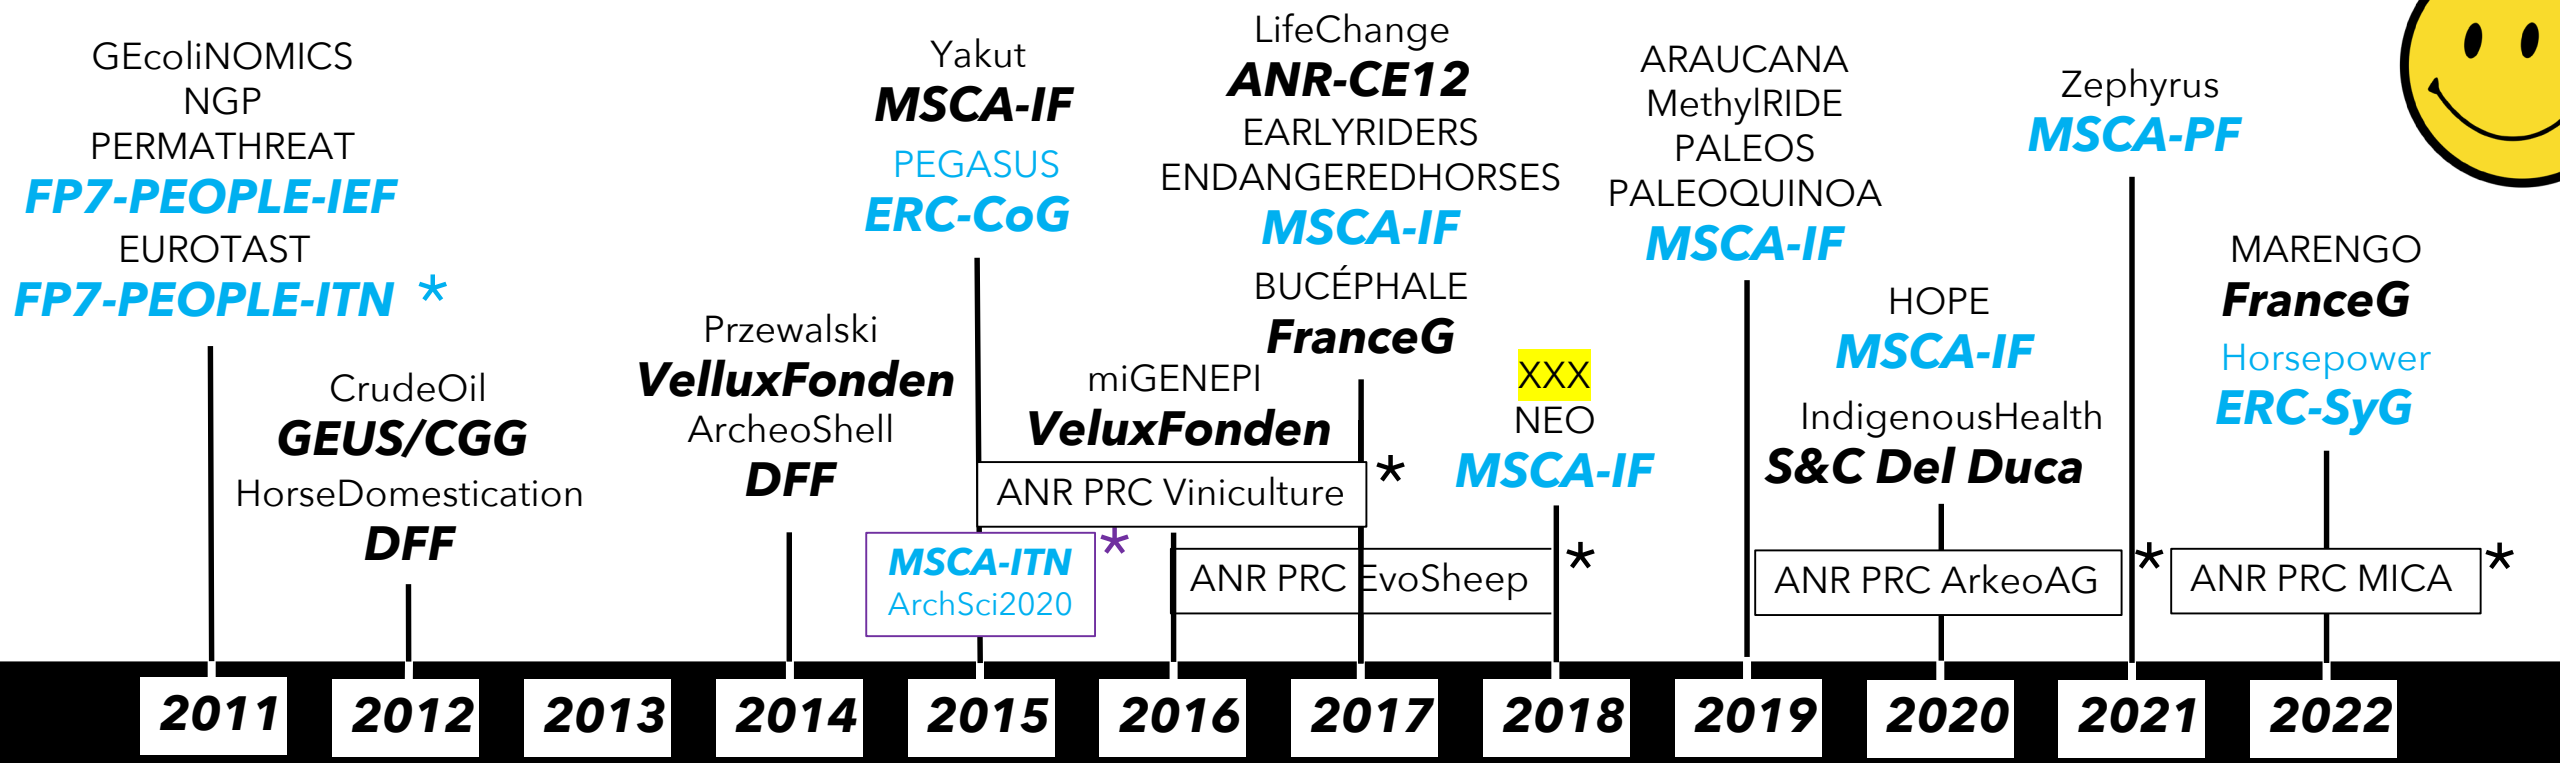 GEcoliNOMICS
NGP
PERMATHREAT
FP7-PEOPLE-IEF
EUROTAST
FP7-PEOPLE-ITN *
CrudeOil
GEUS/CGG
HorseDomestication
DFF
Przewalski
VelluxFonden
ArcheoShell
DFF
Yakut
MSCA-IF
PEGASUS
ERC-CoG
MSCA-ITN *
ArchSci2020
miGENEPI
VeluxFonden
ANR PRC Viniculture *
LifeChange
ANR-CE12
EARLYRIDERS
ENDANGEREDHORSES
MSCA-IF
BUCÉPHALE
FranceG
ANR PRC EvoSheep *
XXX
NEO
MSCA-IF
ARAUCANA
MethylRIDE
PALEOS
PALEOQUINOA
MSCA-IF
HOPE
MSCA-IF
IndigenousHealth
S&C Del Duca
ANR PRC ArkeoAG *
Zephyrus
MSCA-PF
MARENGO
FranceG
Horsepower
ERC-SyG
ANR PRC MICA *
2011
2012
2013
2014
2015
2016
2017
2018
2019
2020
2021
2022